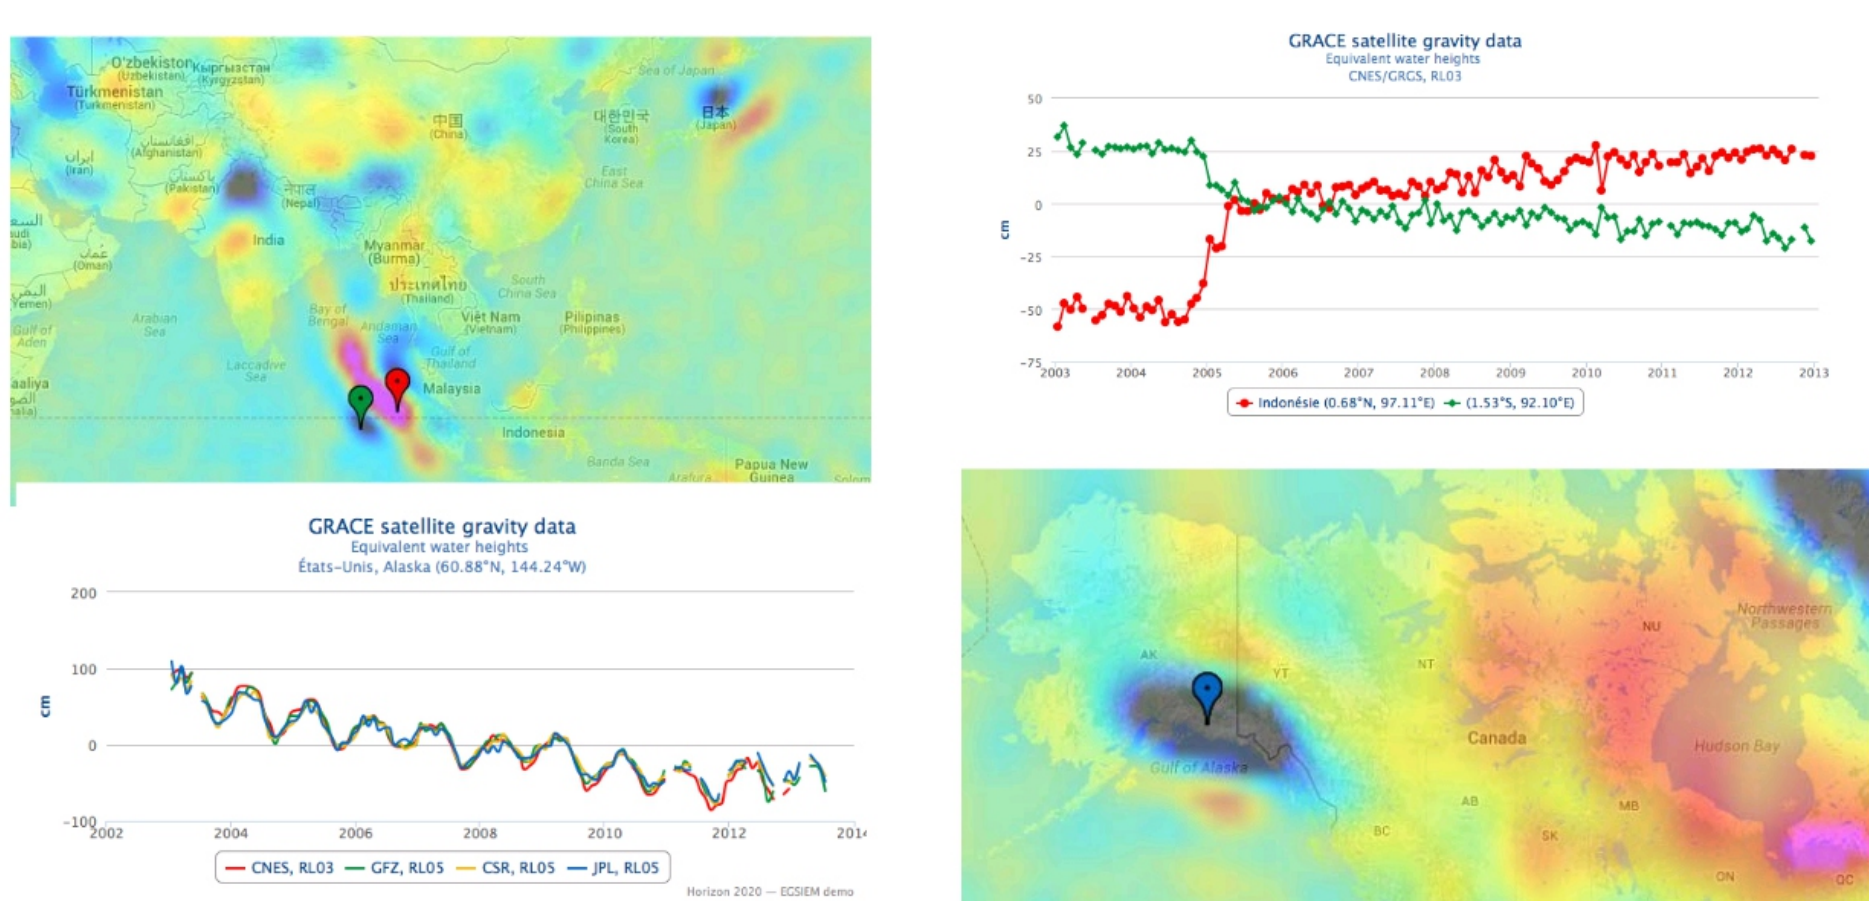 O'zbekiston
(Uzbekistan)
Кыргызстан
(Kyrgyzstan)
Türkmenistan
(Turkmenistan)
Sea of Japan
中国
(China)
대한민국
(South
Korea)
日本
(Japan)
افغانستان
(Afghanistan)
ایران
(Iran)
پاکستان
(Pakistan)
नेपाल
(Nepal)
East
China Sea
India
Myanmar
(Burma)
عُمان
(Oman)
ประเทศไทย
(Thailand)
South
China Sea
Bay of
Bengal
Arabian
Sea
Andaman
Sea
Việt Nam
(Vietnam)
Pilipinas
(Philippines)
Gulf of
Aden
Gulf of
Thailand
Laccadive
Sea
Malaysia
Indonesia
Banda Sea
Papua New
Guinea
Arafura
Solom
GRACE satellite gravity data
Equivalent water heights
CNES/GRGS, RL03
50
25
0
−25
−50
−75
cm
2003 2004 2005 2006 2007 2008 2009 2010 2011 2012 2013
Indonésie (0.68°N, 97.11°E) (1.53°S, 92.10°E)
GRACE satellite gravity data
Equivalent water heights
États-Unis, Alaska (60.88°N, 144.24°W)
200
100
0
−100
cm
2002 2004 2006 2008 2010 2012 2014
CNES, RL03 GFZ, RL05 CSR, RL05 JPL, RL05
Horizon 2020 — EGSIEM demo
Northwestern
Passages
NU
AK
YT
NT
Canada
Hudson Bay
Gulf of Alaska
AB
MB
BC
SK
ON
QC